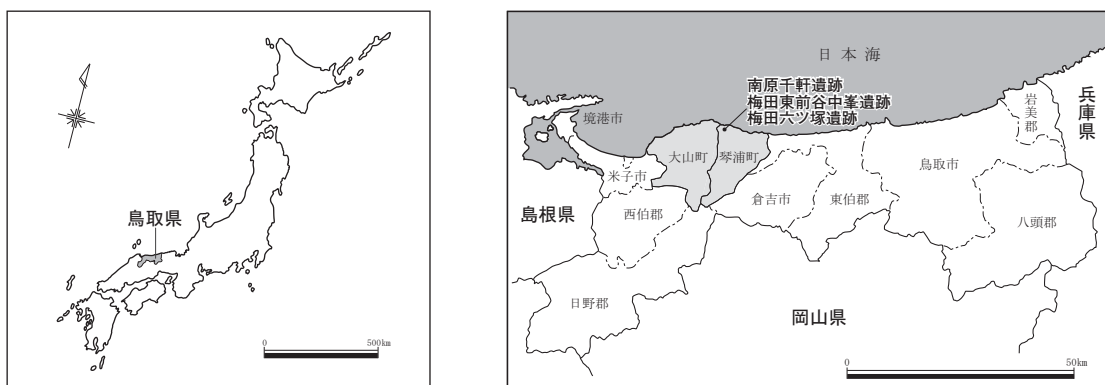 鳥取県
0
500㎞
日本海
南原千軒遺跡
梅田東前谷中峯遺跡
梅田六ツ塚遺跡
境港市
岩美郡
兵庫県
大山町
琴浦町
鳥取市
米子市
島根県
西伯郡
倉吉市
東伯郡
八頭郡
日野郡
岡山県
0
50㎞